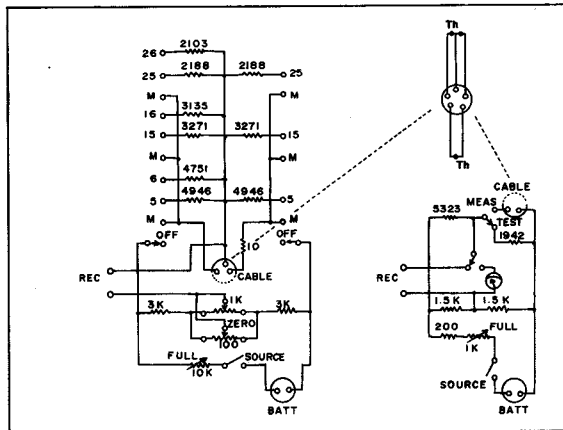 2103
26
2188 2188
25 25
M M
3135
16
3271 3271
15 15
M M
4751
6
4946 4946
5 5
M M
OFF OFF
10
CABLE
REC
1K
3K 3K
ZERO
100
FULL SOURCE
10K
BATT
Th
Th
CABLE
MEAS
5323 TEST
1942
REC
1.5K 1.5K
200 FULL
1K
SOURCE
BATT